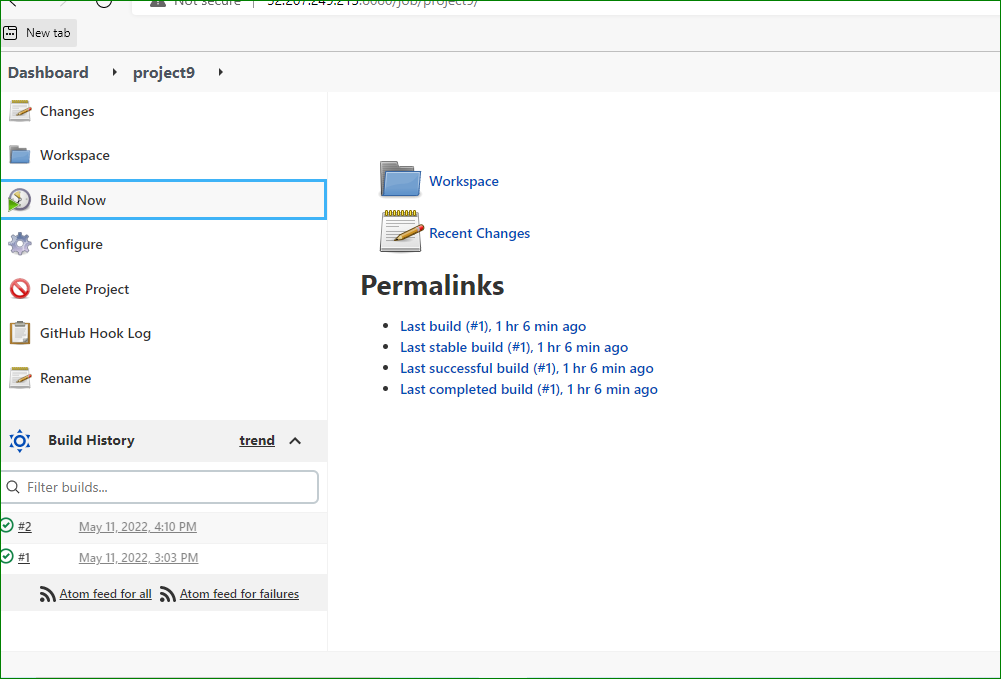 Not secure
New tab
Dashboard project9
Changes
Workspace
Build Now
Configure
Delete Project
GitHub Hook Log
Rename
Build History trend
Filter builds...
#2 May 11, 2022, 4:10 PM
#1 May 11, 2022, 3:03 PM
Atom feed for all Atom feed for failures
Workspace
Recent Changes
Permalinks
• Last build (#1), 1 hr 6 min ago
• Last stable build (#1), 1 hr 6 min ago
• Last successful build (#1), 1 hr 6 min ago
• Last completed build (#1), 1 hr 6 min ago